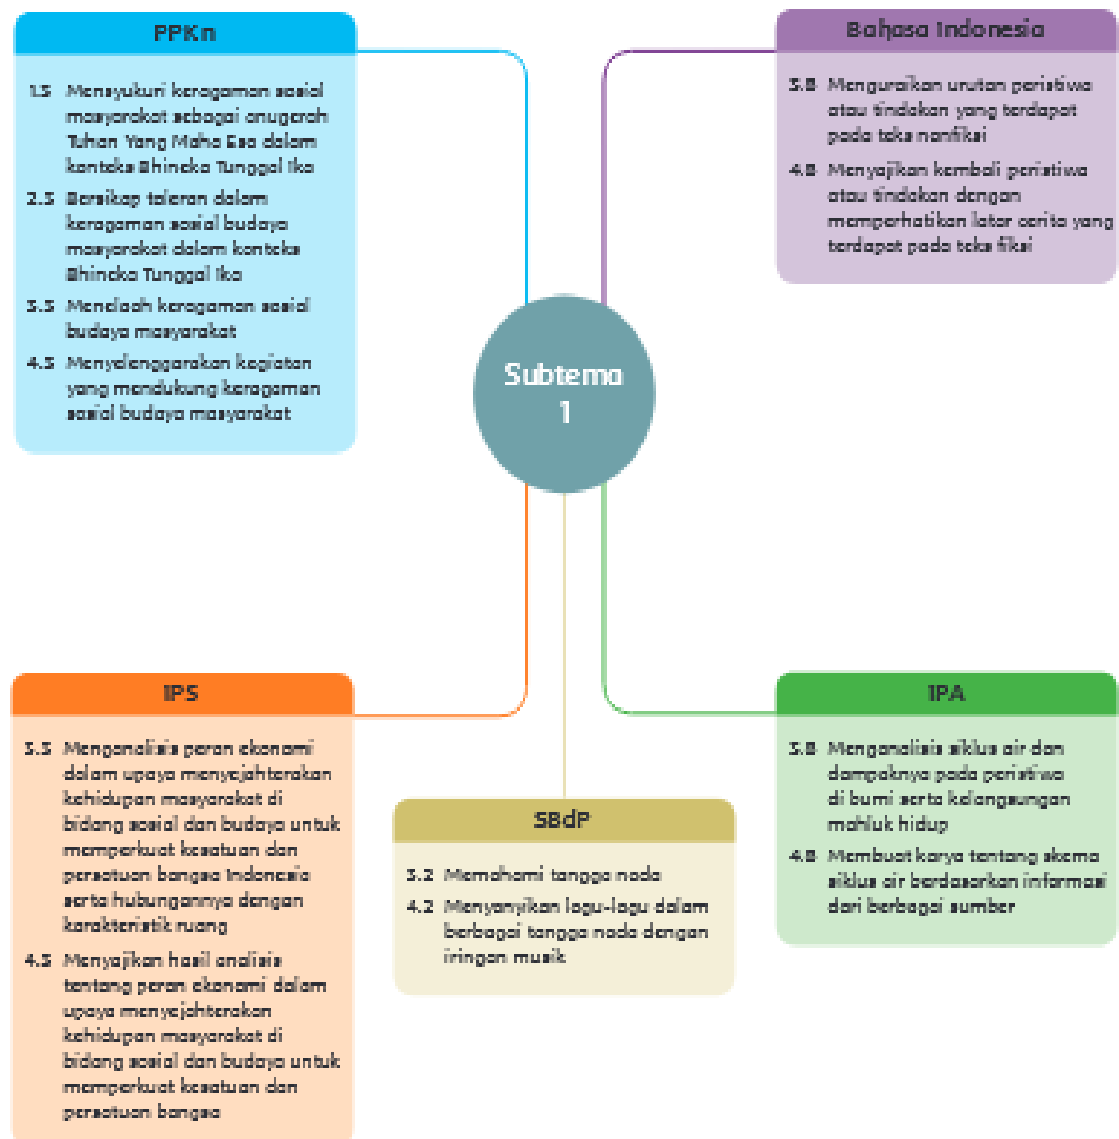 PPKn
1.3 Mensyukuri keragaman sosial
masyarakat sebagai anugerah
Tuhan Yang Maha Esa dalam
konteks Bhineka Tunggal Ika
2.3 Bersikap toleran dalam
keragaman sosial budaya
masyarakat dalam konteks
Bhineka Tunggal Ika
3.3 Menelaah keragaman sosial
budaya masyarakat
4.3 Menyelenggarakan kegiatan
yang mendukung keragaman
sosial budaya masyarakat
Bahasa Indonesia
3.8 Menguraikan urutan peristiwa
atau tindakan yang terdapat
pada teks nonfiksi
4.8 Menyajikan kembali peristiwa
atau tindakan dengan
memperhatikan latar cerita yang
terdapat pada teks fiksi
Subtema
1
IPS
3.3 Menganalisis peran ekonomi
dalam upaya menyejahterakan
kehidupan masyarakat di
bidang sosial dan budaya untuk
memperkuat kesatuan dan
persatuan bangsa Indonesia
serta hubungannya dengan
karakteristik ruang
4.3 Menyajikan hasil analisis
tentang peran ekonomi dalam
upaya menyejahterakan
kehidupan masyarakat di
bidang sosial dan budaya untuk
memperkuat kesatuan dan
persatuan bangsa
SBdP
3.2 Memahami tangga nada
4.2 Menyanyikan lagu-lagu dalam
berbagai tangga nada dengan
iringan musik
IPA
3.8 Menganalisis siklus air dan
dampaknya pada peristiwa
di bumi serta kelangsungan
mahluk hidup
4.8 Membuat karya tentang skema
siklus air berdasarkan informasi
dari berbagai sumber